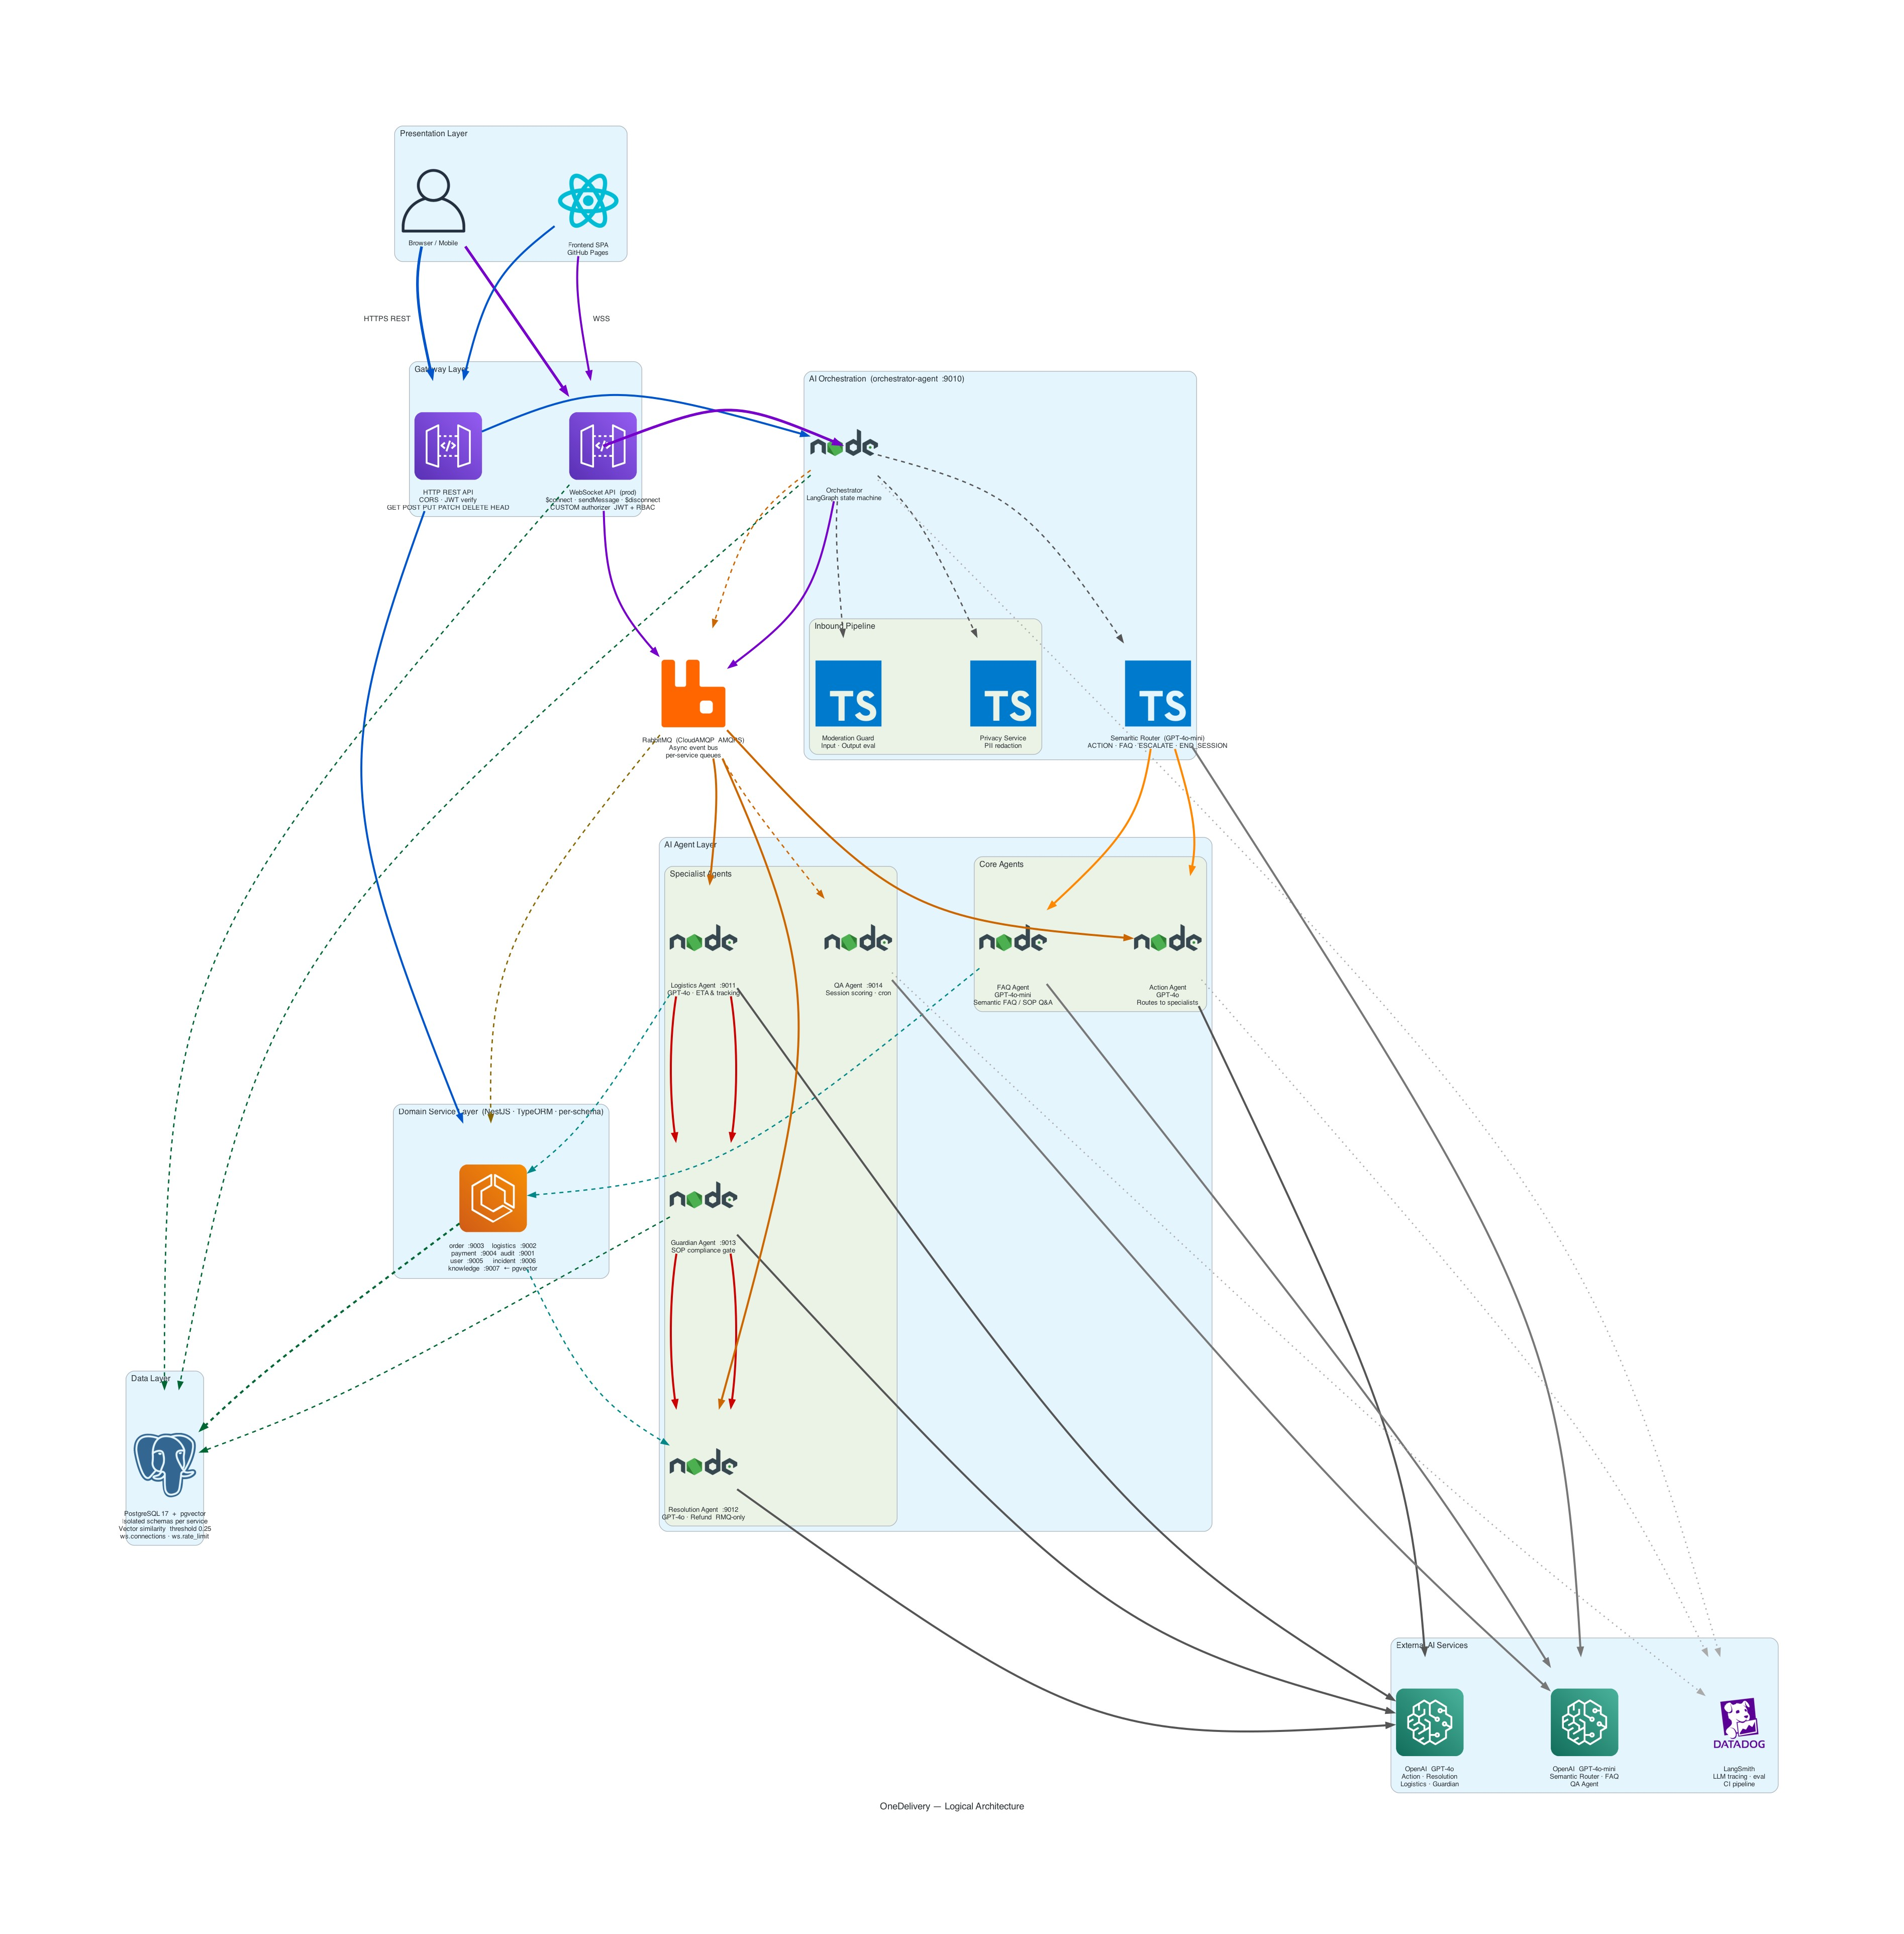 Presentation Layer
Browser / Mobile
Frontend SPA
GitHub Pages
HTTPS REST
WSS
Gateway Layer
HTTP REST API
CORS · JWT verify
GET POST PUT PATCH DELETE HEAD
WebSocket API (prod)
$connect · sendMessage · $disconnect
CUSTOM authorizer JWT + RBAC
AI Orchestration (orchestrator-agent :9010)
node
Orchestrator
LangGraph state machine
Inbound Pipeline
TS
Moderation Guard
Input · Output eval
TS
Privacy Service
PII redaction
TS
Semantic Router (GPT-4o-mini)
ACTION · FAQ · ESCALATE · END_SESSION
RabbitMQ (CloudAMQP AMQPS)
Async event bus
per-service queues
AI Agent Layer
Specialist Agents
node
Logistics Agent :9011
GPT-4o · ETA & tracking
node
QA Agent :9014
Session scoring · cron
Core Agents
node
FAQ Agent
GPT-4o-mini
Semantic FAQ / SOP Q&A
node
Action Agent
GPT-4o
Routes to specialists
Domain Service Layer (NestJS · TypeORM · per-schema)
order :9003 logistics :9002
payment :9004 audit :9001
user :9005 incident :9006
knowledge :9007 ← pgvector
node
Guardian Agent :9013
SOP compliance gate
node
Resolution Agent :9012
GPT-4o · Refund RMQ-only
Data Layer
PostgreSQL 17 + pgvector
Isolated schemas per service
Vector similarity threshold 0.25
ws.connections · ws.rate_limit
External AI Services
OpenAI GPT-4o
Action · Resolution
Logistics · Guardian
OpenAI GPT-4o-mini
Semantic Router · FAQ
QA Agent
DATADOG
LangSmith
LLM tracing · eval
CI pipeline
OneDelivery — Logical Architecture